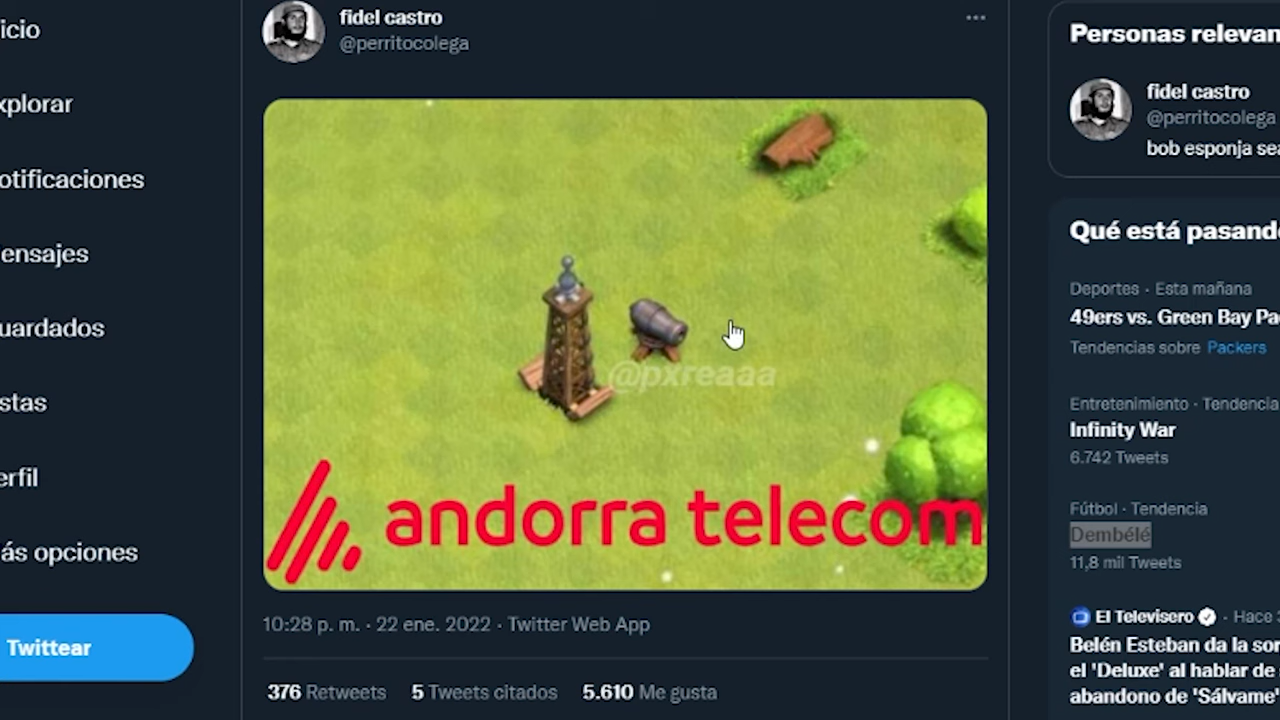 icio
xplorar
otificaciones
ensajes
uardados
stas
erfil
ás opciones
Twittear
fidel castro
@perritocolega
@pxreaaa
andorra telecom
10:28 p. m. · 22 ene. 2022 · Twitter Web App
376 Retweets 5 Tweets citados 5.610 Me gusta
Personas relevan
fidel castro
@perritocolega
bob esponja sea
Qué está pasand
Deportes · Esta mañana
49ers vs. Green Bay Pa
Tendencias sobre Packers
Entretenimiento · Tendencia
Infinity War
6.742 Tweets
Fútbol · Tendencia
Dembélé
11,8 mil Tweets
El Televisero · Hace
Belén Esteban da la sor
el 'Deluxe' al hablar de
abandono de 'Sálvame'